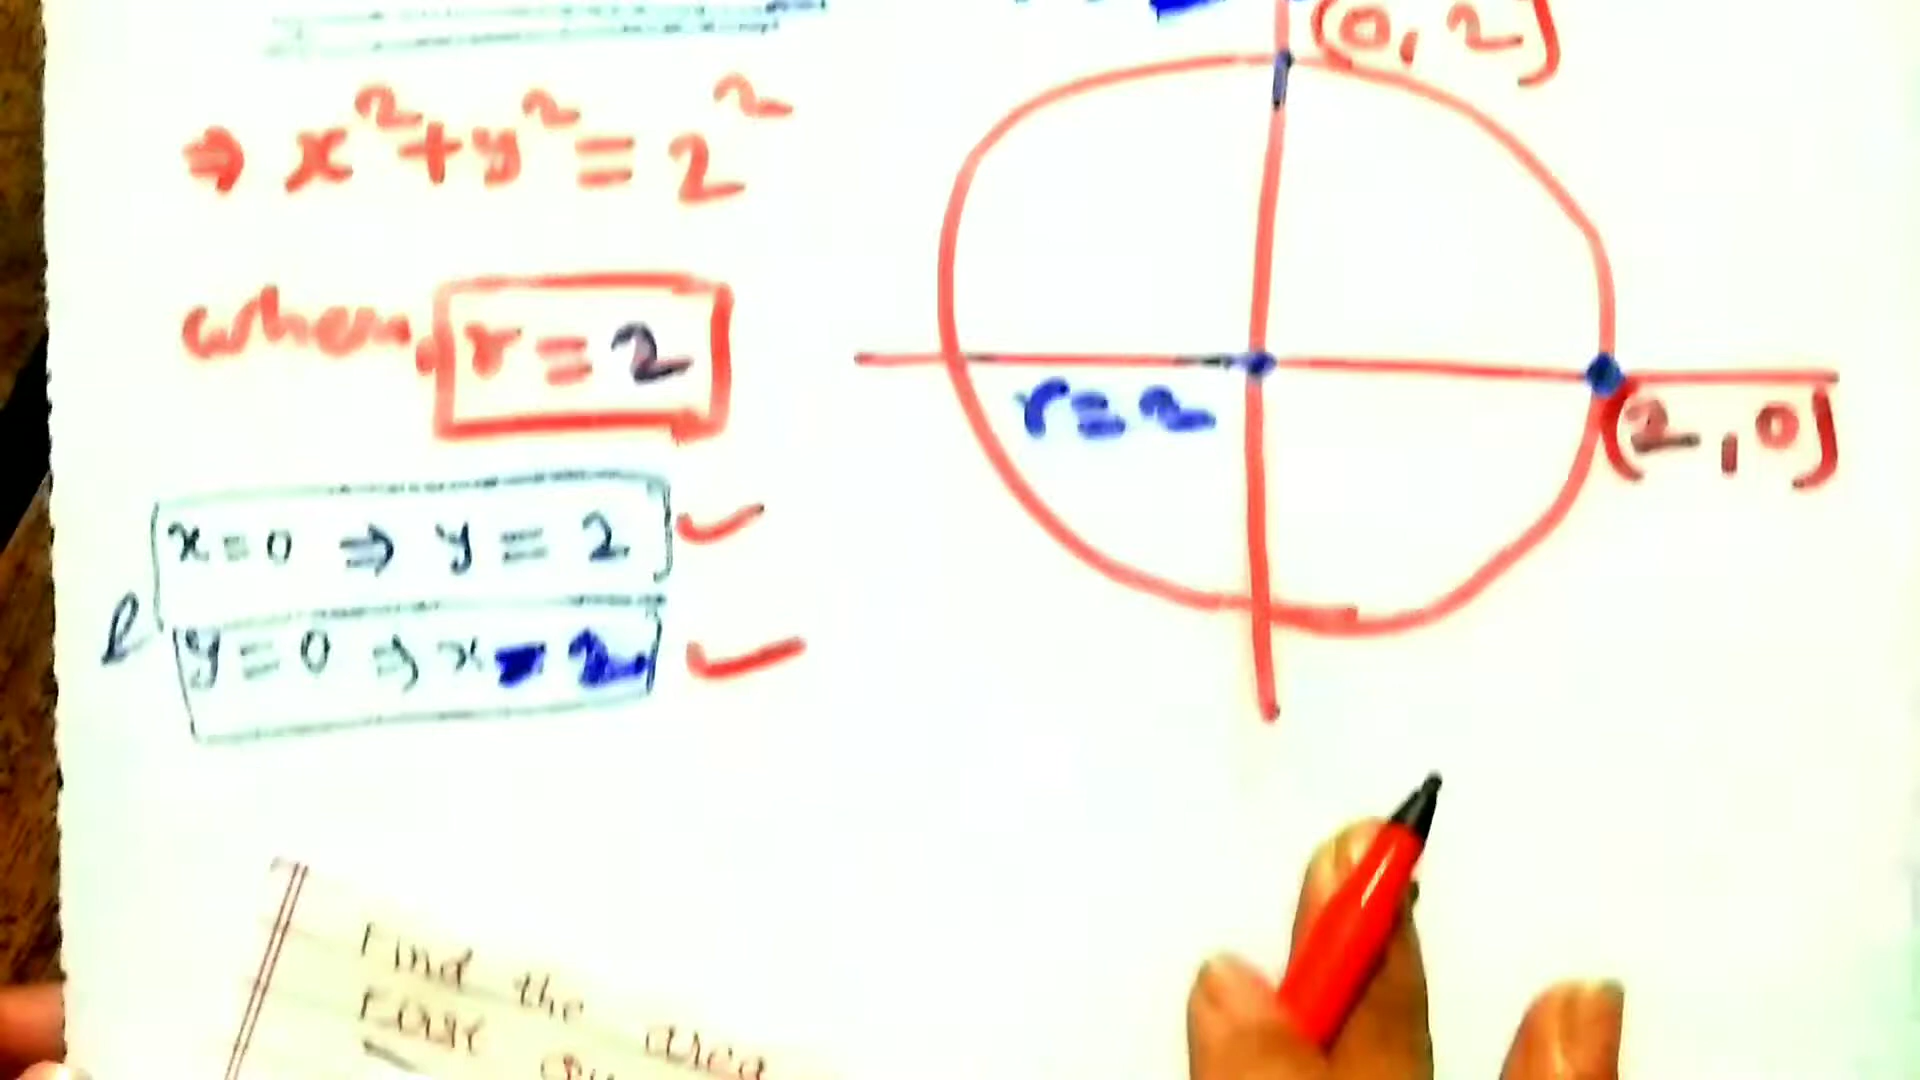 (0, 2)
⇒ x² + y² = 2²
when, r = 2
r = 2
(2, 0)
x = 0 ⇒ y = 2
y = 0 ⇒ x = 2
Find the area